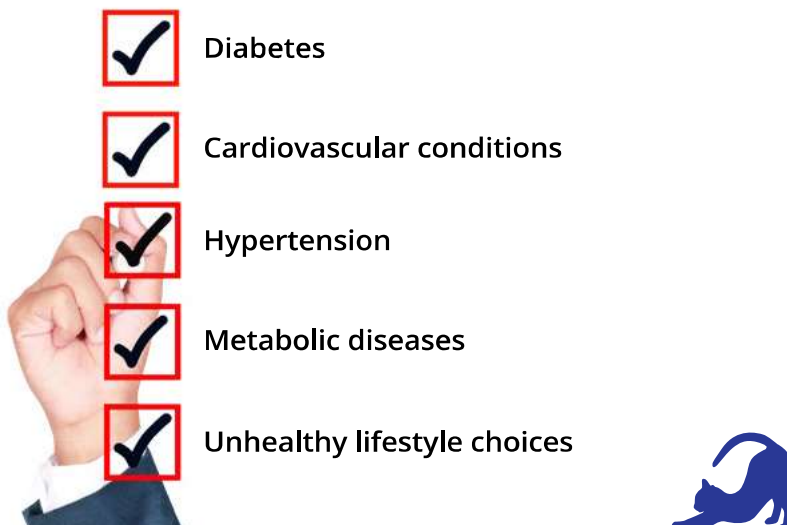 Diabetes
Cardiovascular conditions
Hypertension
Metabolic diseases
Unhealthy lifestyle choices